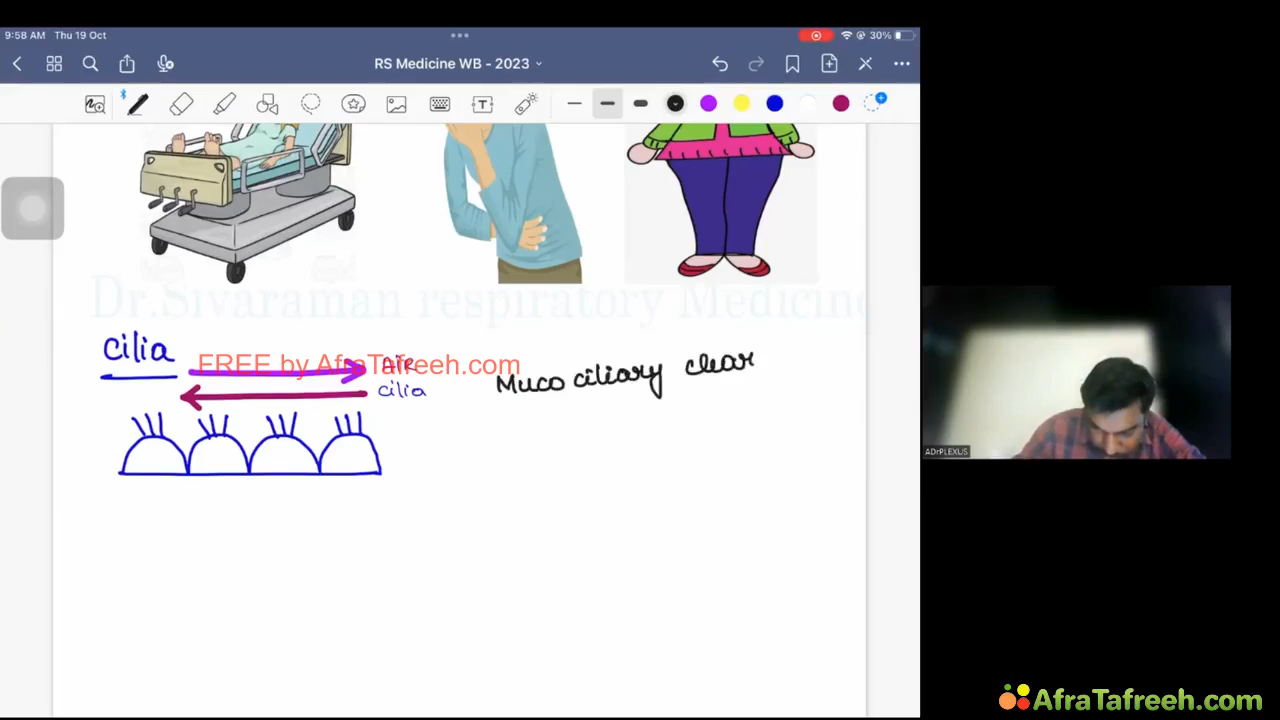 9:58 AM Thu 19 Oct
30%
RS Medicine WB - 2023
T
Dr.Sivaraman respiratory Medicine
Cilia
FREE by AfraTafreeh.com
AIR
cilia
Muco ciliary clear
ADrPLEXUS
AfraTafreeh.com